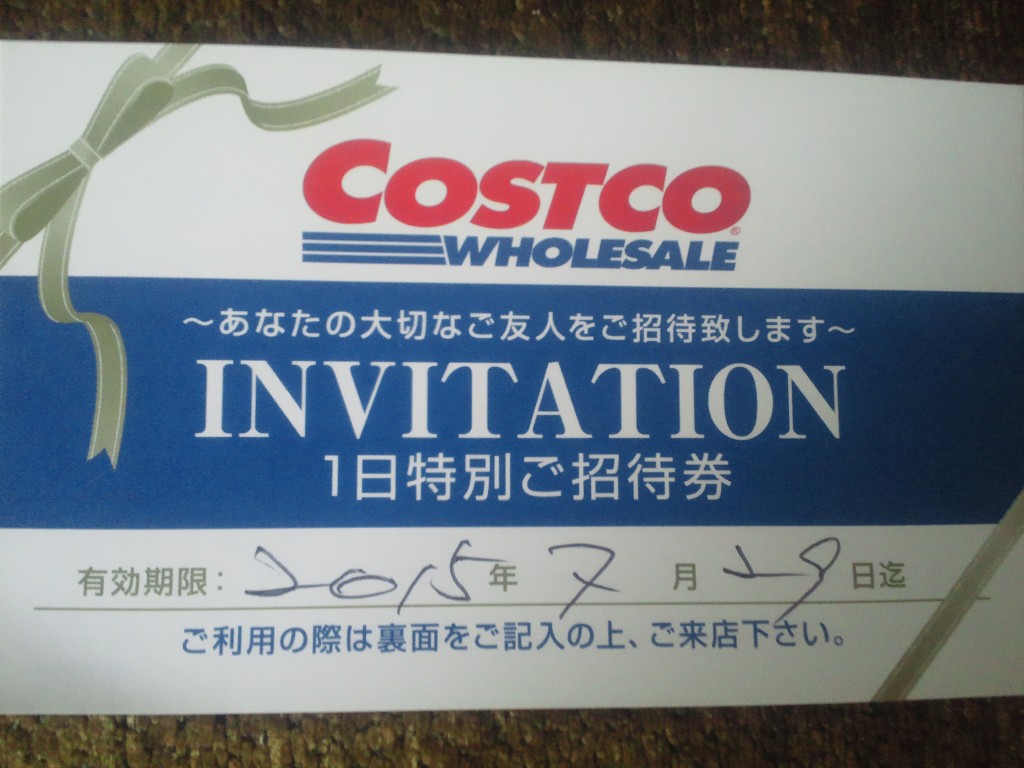 COSTCO
WHOLESALE
～あなたの大切なご友人をご招待致します～
INVITATION
1日特別ご招待券
有効期限：2015年 7 月 29 日迄
ご利用の際は裏面をご記入の上、ご来店下さい。